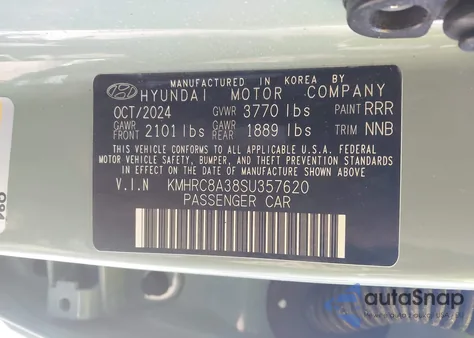 MANUFACTURED IN KOREA BY
HYUNDAI MOTOR COMPANY
OCT/2024 GVWR 3770 lbs PAINT RRR
GAWR FRONT 2101 lbs GAWR REAR 1889 lbs TRIM NNB
THIS VEHICLE CONFORMS TO ALL APPLICABLE U.S.A. FEDERAL
MOTOR VEHICLE SAFETY, BUMPER, AND THEFT PREVENTION STANDARDS
IN EFFECT ON THE DATE OF MANUFACTURE SHOWN ABOVE.
V.I.N KMHRC8A38SU357620
PASSENGER CAR
autoSnap